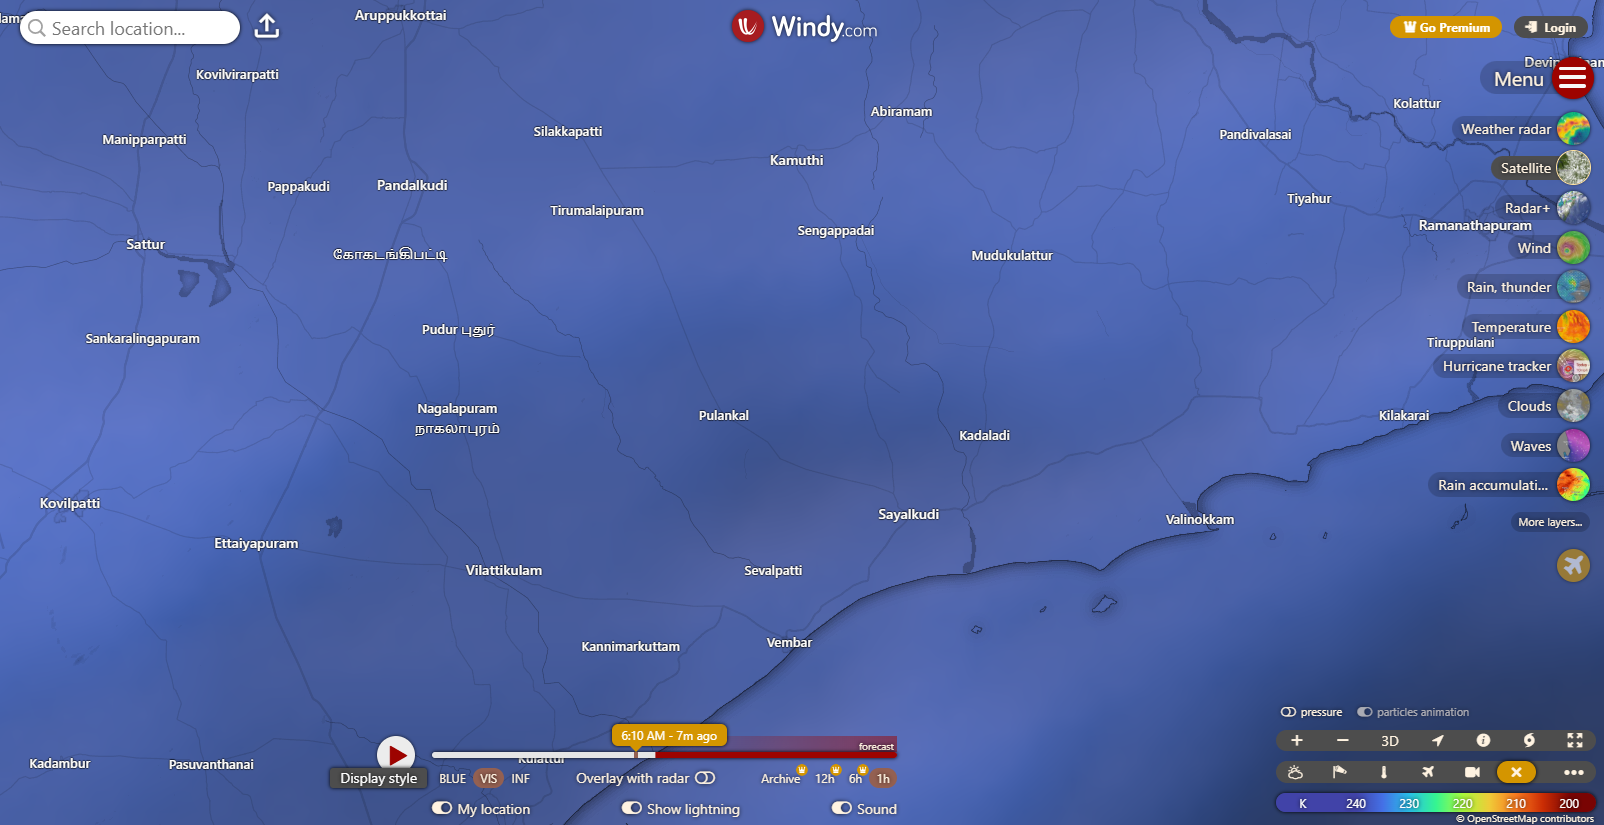 Search location...
Windy.com
Go Premium
Login
Aruppukkottai
Menu
Kovilvirarpatti
Kolattur
Abiramam
Weather radar
Silakkapatti
Pandivalasai
Manipparpatti
Kamuthi
Satellite
Pappakudi
Pandalkudi
Tiyahur
Radar+
Tirumalaipuram
Ramanathapuram
Sengappadai
Sattur
Wind
கோகடங்கிபட்டி
Mudukulattur
Rain, thunder
Pudur புதூர்
Temperature
Sankaralingapuram
Tiruppulani
Hurricane tracker
Nagalapuram
நாகலாபுரம்
Clouds
Pulankal
Kilakarai
Kadaladi
Waves
Rain accumulati...
Kovilpatti
Sayalkudi
Valinokkam
More layers...
Ettaiyapuram
Vilattikulam
Sevalpatti
Kannimarkuttam
Vembar
pressure
particles animation
6:10 AM - 7m ago
forecast
3D
Kadambur
Pasuvanthanai
Kulattur
Display style
BLUE
VIS
INF
Overlay with radar
Archive
12h
6h
1h
My location
Show lightning
Sound
K 240 230 220 210 200
© OpenStreetMap contributors